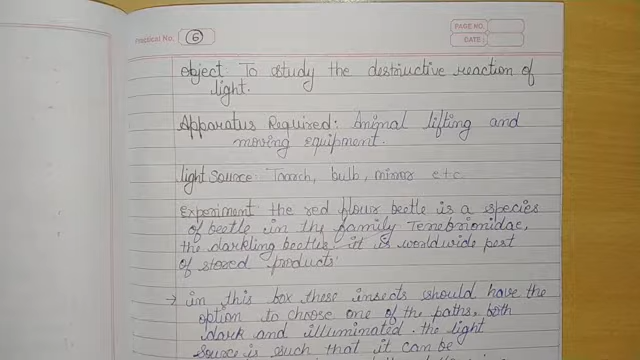 Practical No. 6
PAGE NO.
DATE:
Object: To study the destructive reaction of
light.
Apparatus Required: Animal lifting and
moving equipment.
light source: Toarch, bulb, mirror etc.
Experiment: the red flour beetle is a species
of beetle in the family Tenebrionidae,
the darkling beetles it is worldwide pest
of stored products.
→ in this box these insects should have the
option to choose one of the paths, both
dark and illuminated. the light
source is such that it can be